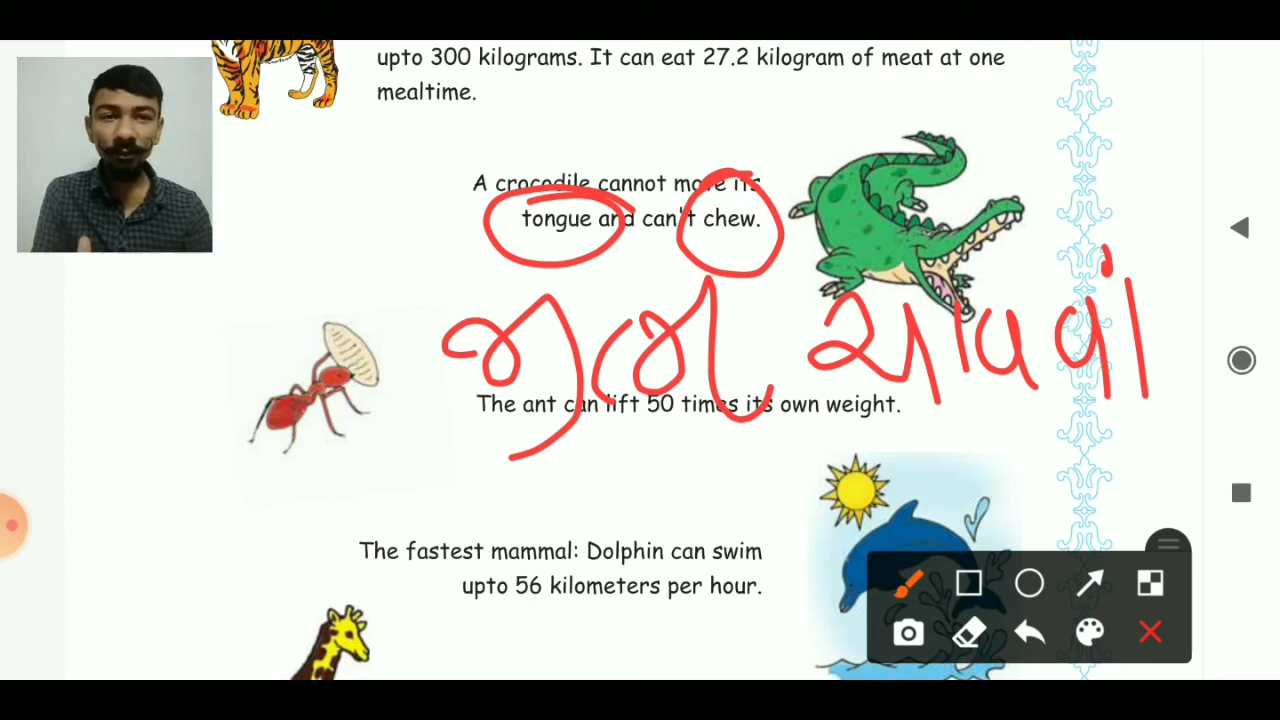 upto 300 kilograms. It can eat 27.2 kilogram of meat at one
mealtime.
A crocodile cannot move its
tongue and can't chew.
The ant can lift 50 times its own weight.
The fastest mammal: Dolphin can swim
upto 56 kilometers per hour.